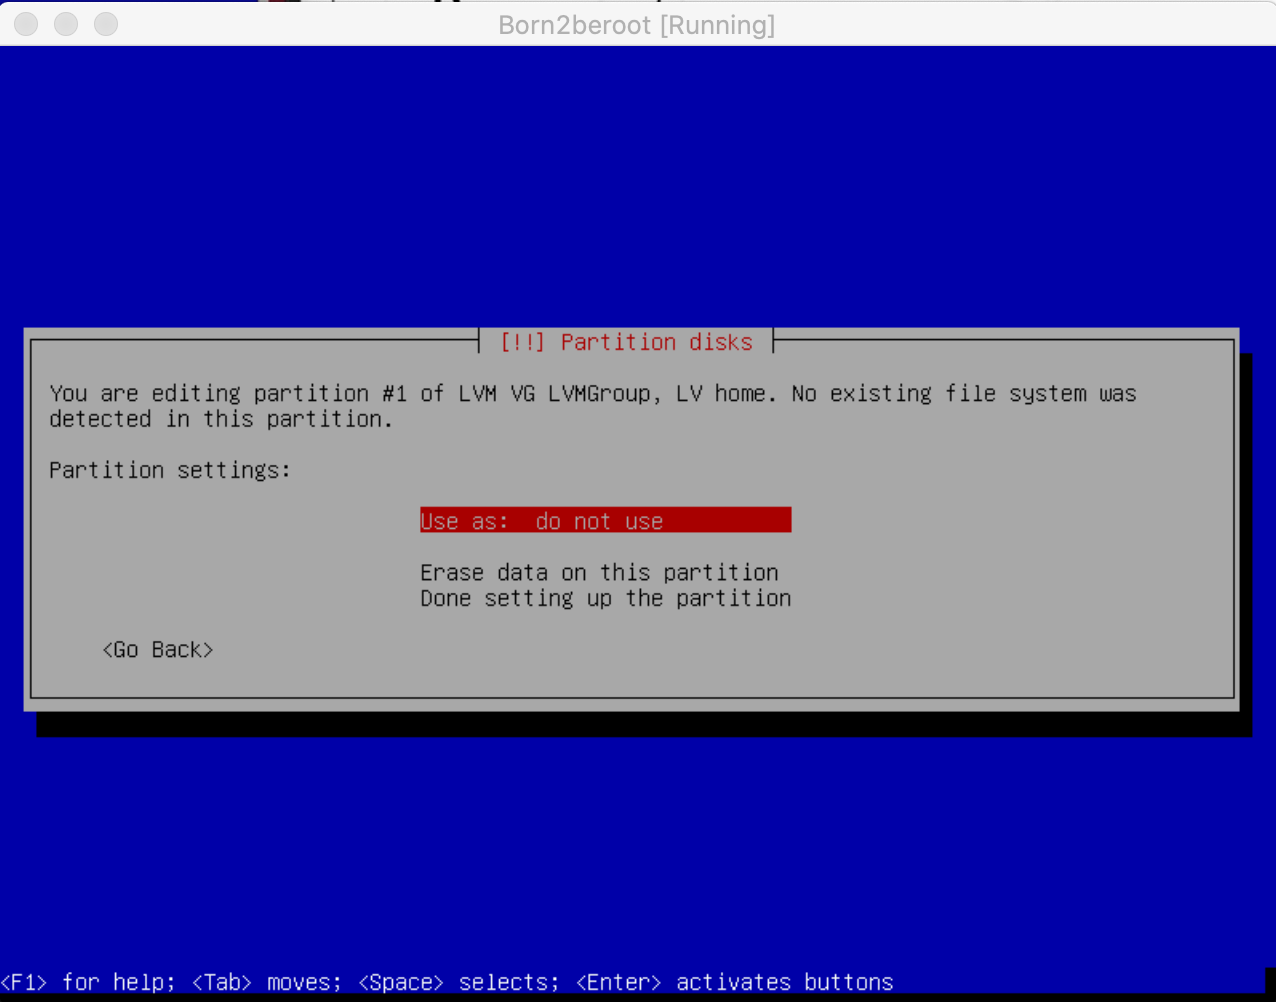 Born2beroot [Running]
[!!] Partition disks
You are editing partition #1 of LVM VG LVMGroup, LV home. No existing file system was
detected in this partition.
Partition settings:
Use as:  do not use
Erase data on this partition
Done setting up the partition
<Go Back>
<F1> for help; <Tab> moves; <Space> selects; <Enter> activates buttons